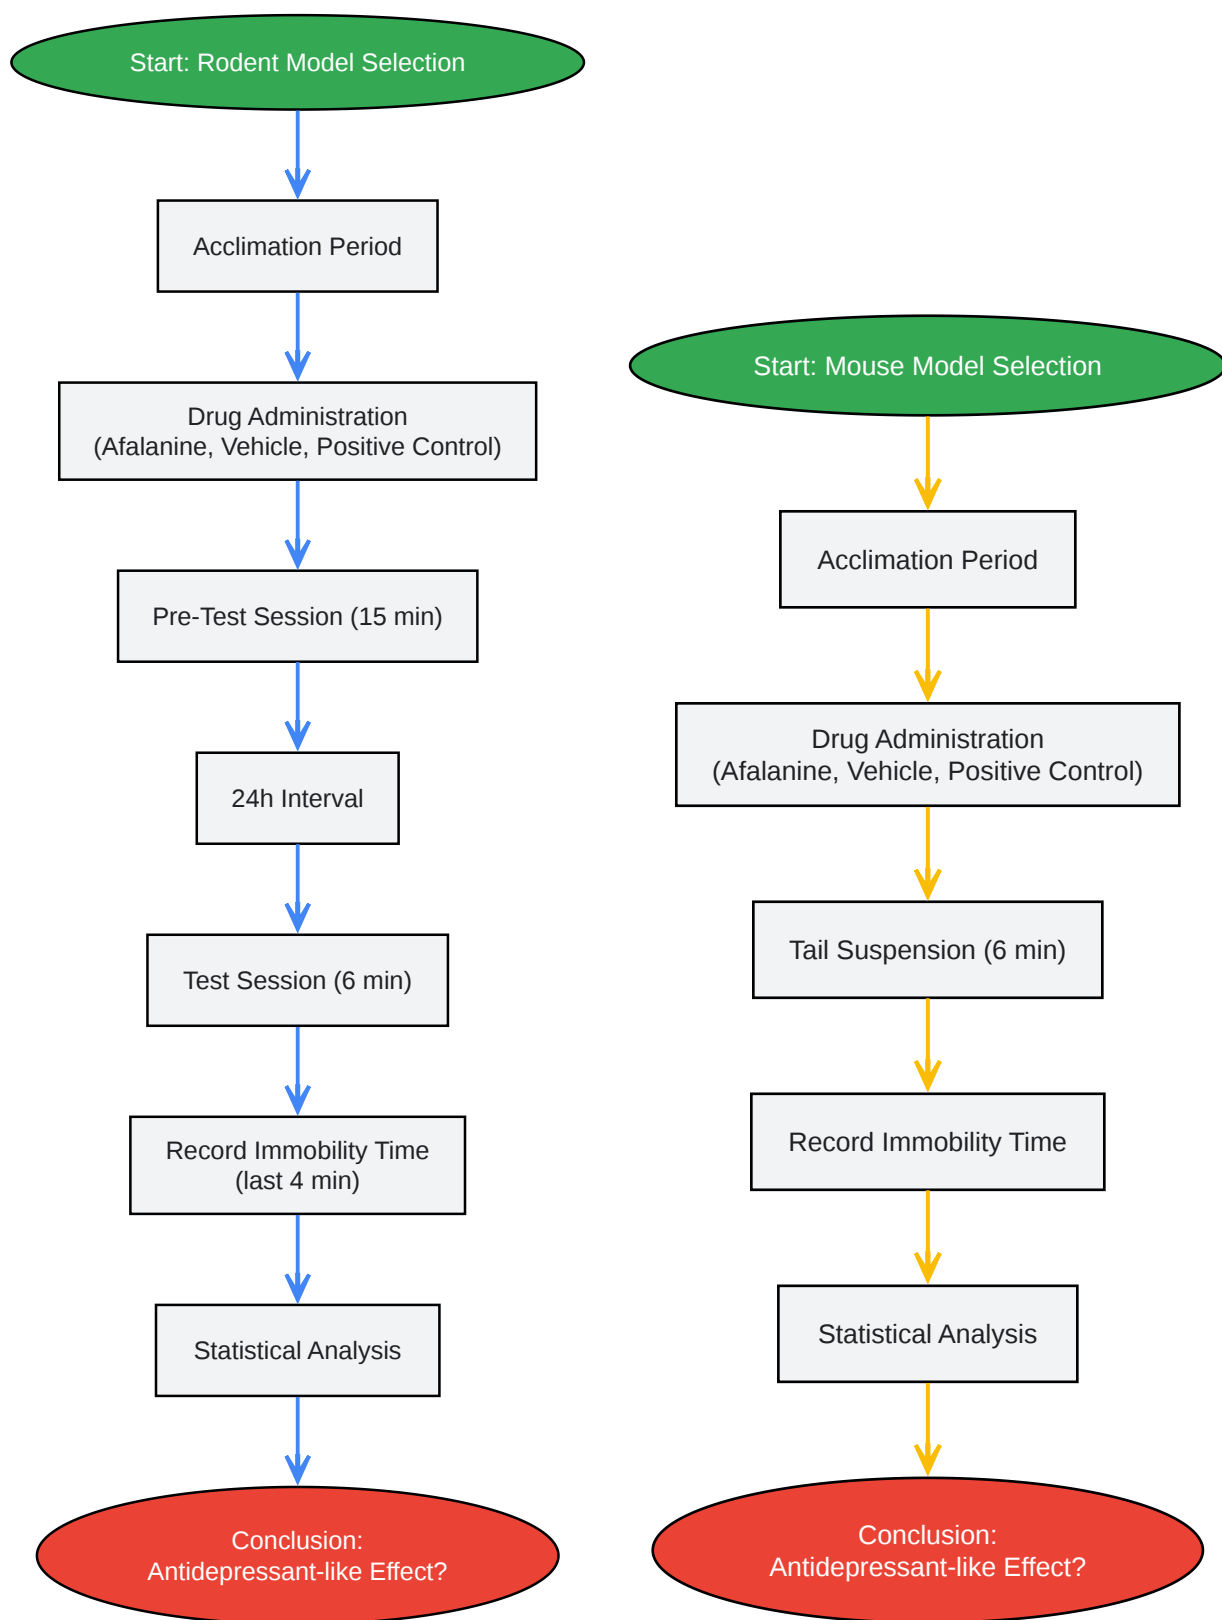 Start: Rodent Model Selection
Acclimation Period
Drug Administration
(Afalanine, Vehicle, Positive Control)
Pre-Test Session (15 min)
24h Interval
Test Session (6 min)
Record Immobility Time
(last 4 min)
Statistical Analysis
Conclusion:
Antidepressant-like Effect?
Start: Mouse Model Selection
Acclimation Period
Drug Administration
(Afalanine, Vehicle, Positive Control)
Tail Suspension (6 min)
Record Immobility Time
Statistical Analysis
Conclusion:
Antidepressant-like Effect?